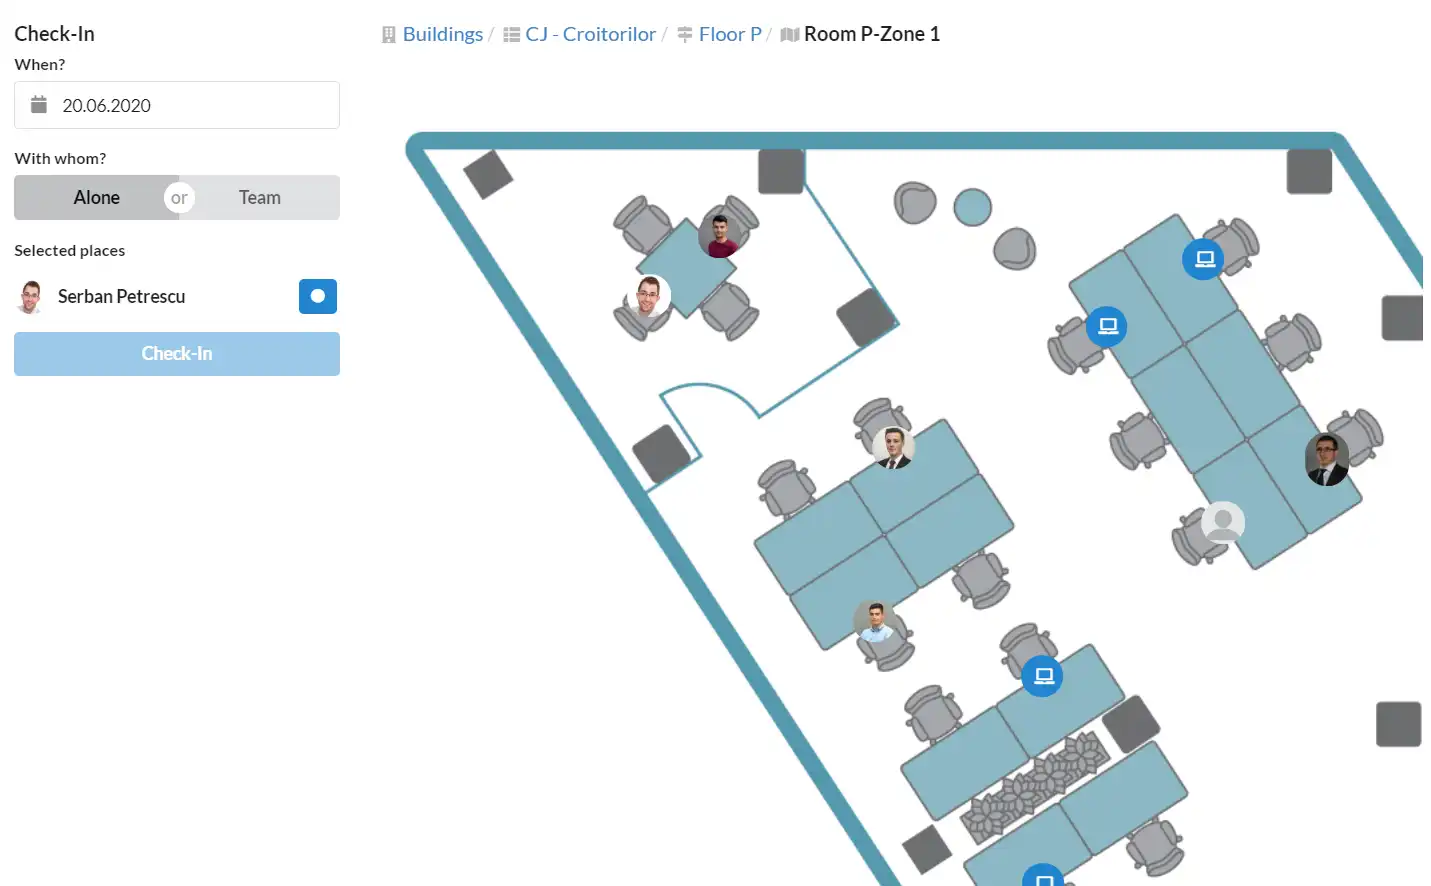 Check-In
When?
20.06.2020
With whom?
Alone or Team
Selected places
Serban Petrescu
Check-In
Buildings / CJ - Croitorilor / Floor P / Room P-Zone 1